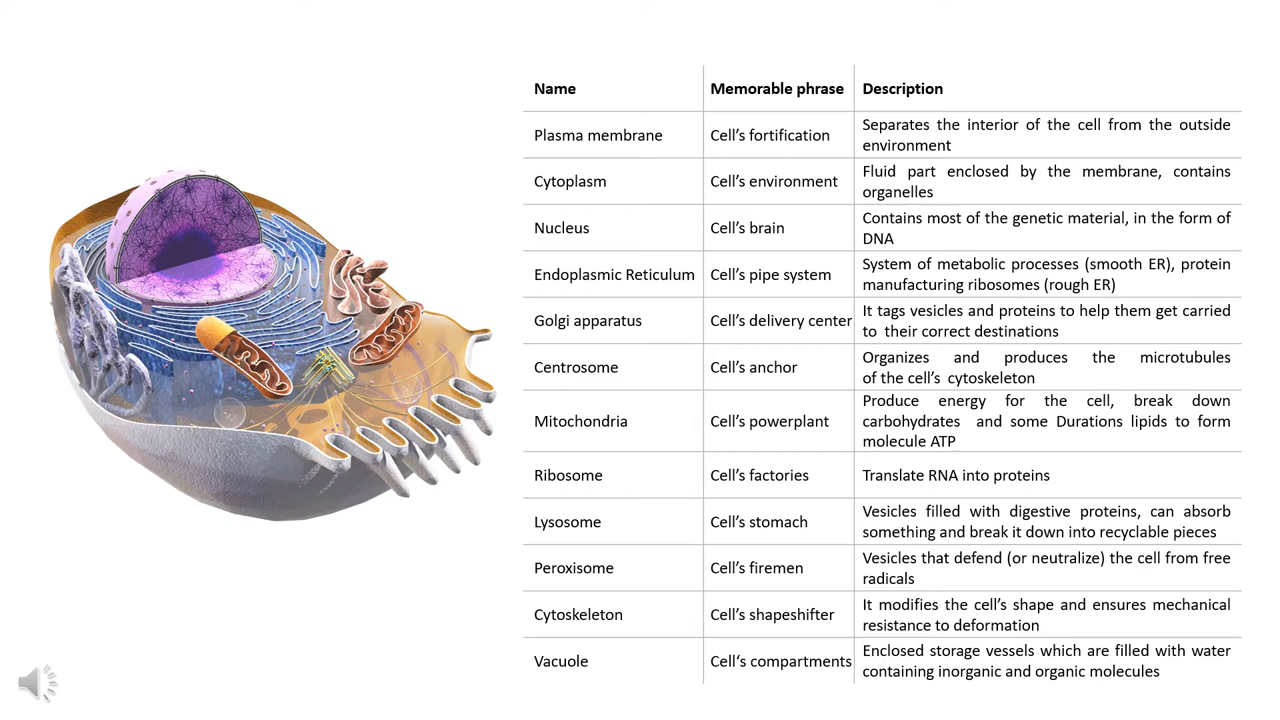 Name Memorable phrase Description
Plasma membrane Cell's fortification Separates the interior of the cell from the outside
environment
Cytoplasm Cell's environment Fluid part enclosed by the membrane, contains
organelles
Nucleus Cell's brain Contains most of the genetic material, in the form of
DNA
Endoplasmic Reticulum Cell's pipe system System of metabolic processes (smooth ER), protein
manufacturing ribosomes (rough ER)
Golgi apparatus Cell's delivery center It tags vesicles and proteins to help them get carried
to their correct destinations
Centrosome Cell's anchor Organizes and produces the microtubules
of the cell's cytoskeleton
Mitochondria Cell's powerplant Produce energy for the cell, break down
carbohydrates and some Durations lipids to form
molecule ATP
Ribosome Cell's factories Translate RNA into proteins
Lysosome Cell's stomach Vesicles filled with digestive proteins, can absorb
something and break it down into recyclable pieces
Peroxisome Cell's firemen Vesicles that defend (or neutralize) the cell from free
radicals
Cytoskeleton Cell's shapeshifter It modifies the cell's shape and ensures mechanical
resistance to deformation
Vacuole Cell‘s compartments Enclosed storage vessels which are filled with water
containing inorganic and organic molecules